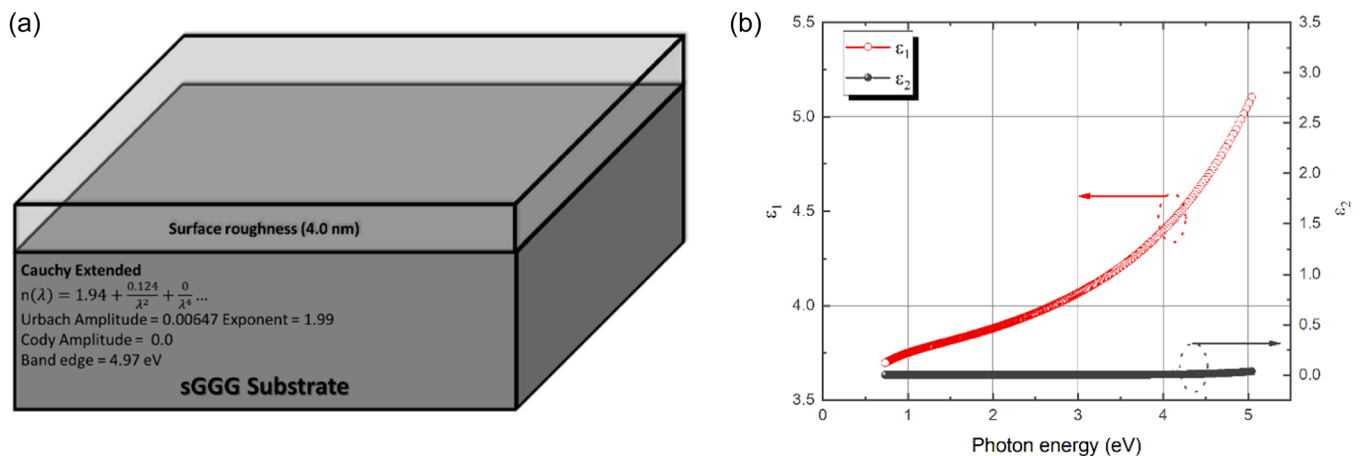 (a)
Surface roughness (4.0 nm)
Cauchy Extended
n(λ) = 1.94 + 0.124/λ² + 0/λ⁴ ...
Urbach Amplitude = 0.00647 Exponent = 1.99
Cody Amplitude = 0.0
Band edge = 4.97 eV
sGGG Substrate
(b)
ε₁
ε₂
5.5
5.0
4.5
4.0
3.5
ε₁
3.5
3.0
2.5
2.0
1.5
1.0
0.5
0.0
ε₂
0 1 2 3 4 5
Photon energy (eV)